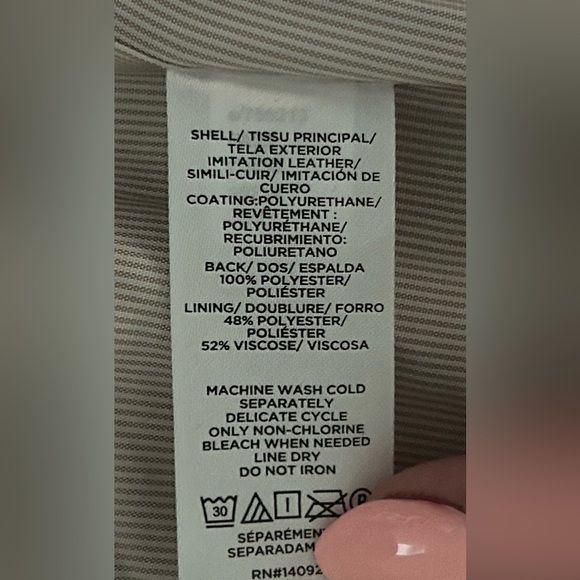 SHELL/ TISSU PRINCIPAL/
TELA EXTERIOR
IMITATION LEATHER/
SIMILI-CUIR/ IMITACIÓN DE
CUERO
COATING:POLYURETHANE/
REVÊTEMENT :
POLYURÉTHANE/
RECUBRIMIENTO:
POLIURETANO
BACK/ DOS/ ESPALDA
100% POLYESTER/
POLIÉSTER
LINING/ DOUBLURE/ FORRO
48% POLYESTER/
POLIÉSTER
52% VISCOSE/ VISCOSA
MACHINE WASH COLD
SEPARATELY
DELICATE CYCLE
ONLY NON-CHLORINE
BLEACH WHEN NEEDED
LINE DRY
DO NOT IRON
30